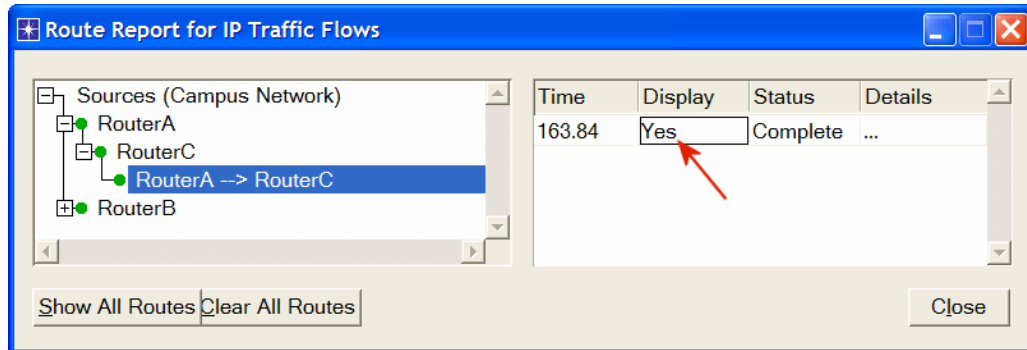 Route Report for IP Traffic Flows
Sources (Campus Network)
RouterA
RouterC
RouterA --> RouterC
RouterB
Time Display Status Details
163.84 Yes Complete ...
Show All Routes Clear All Routes Close